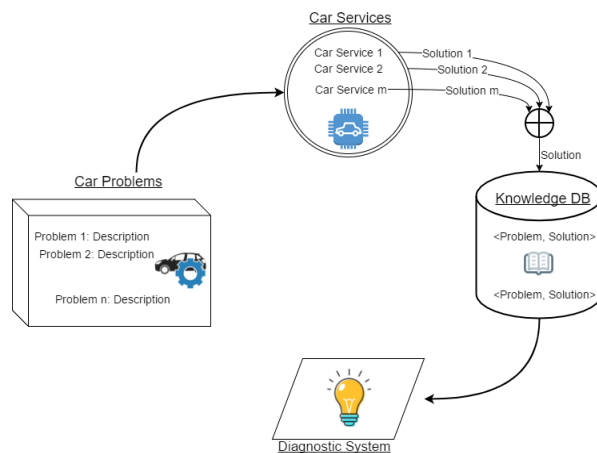 Car Services
Car Service 1
Car Service 2
Car Service m
Solution 1
Solution 2
Solution m
Solution
Car Problems
Problem 1: Description
Problem 2: Description
Problem n: Description
Knowledge DB
<Problem, Solution>
<Problem, Solution>
Diagnostic System